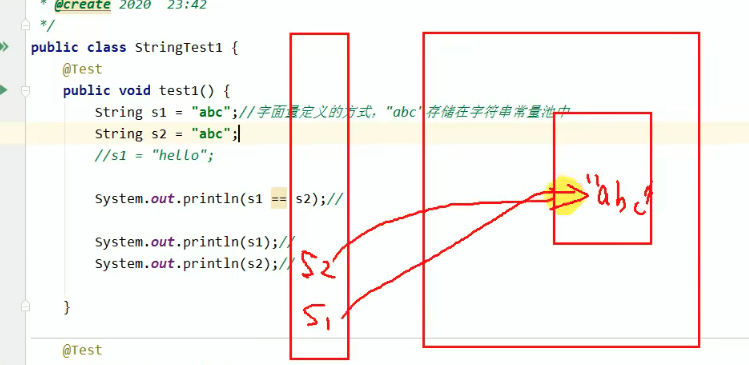 * @create 2020  23:42
*/
public class StringTest1 {
@Test
public void test1() {
String s1 = "abc";//字面量定义的方式，"abc"存储在字符串常量池中
String s2 = "abc";
//s1 = "hello";
System.out.println(s1 == s2);//
System.out.println(s1);//
System.out.println(s2);//
}
@Test
"abc"
S2
S1